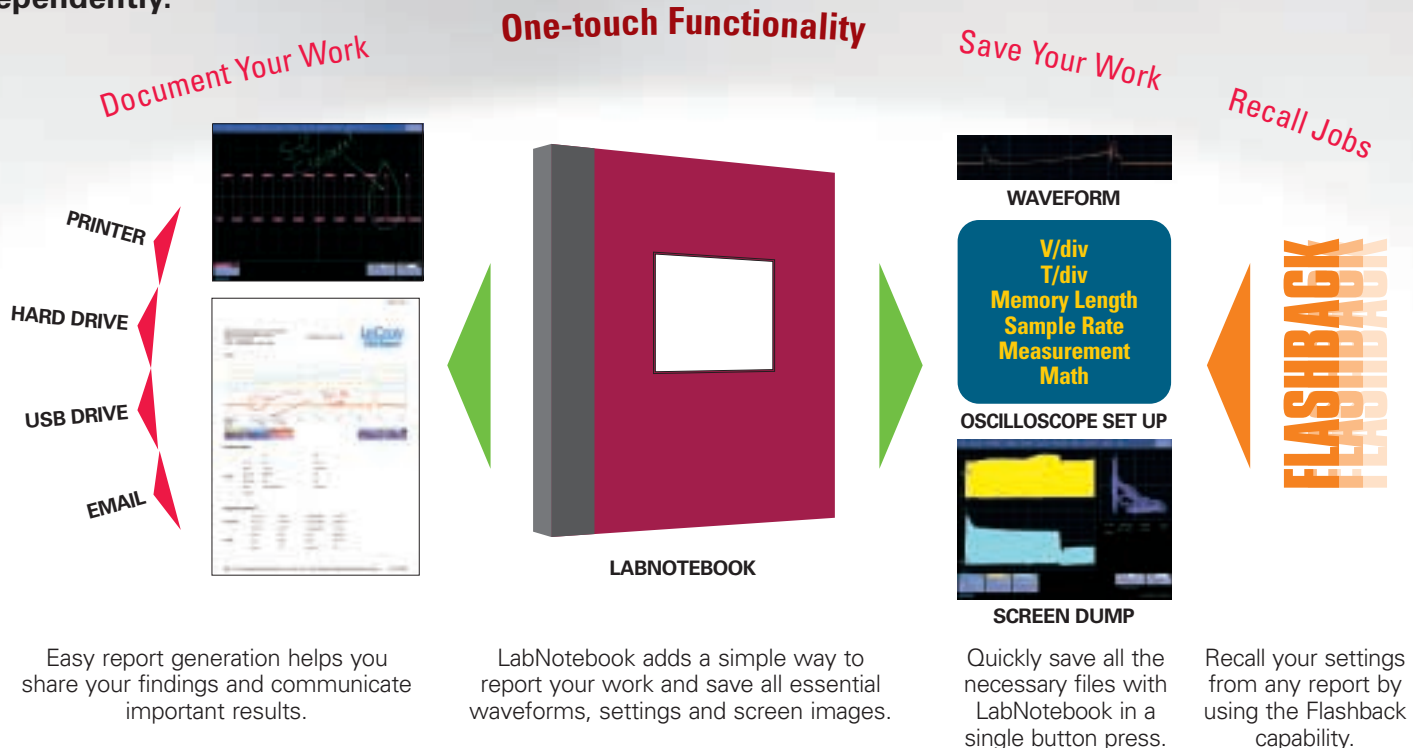 ependently.
One-touch Functionality
Document Your Work
Save Your Work
Recall Jobs
PRINTER
HARD DRIVE
USB DRIVE
EMAIL
LeCroy
LABNOTEBOOK
WAVEFORM
V/div
T/div
Memory Length
Sample Rate
Measurement
Math
OSCILLOSCOPE SET UP
SCREEN DUMP
FLASHBACK
Easy report generation helps you
share your findings and communicate
important results.
LabNotebook adds a simple way to
report your work and save all essential
waveforms, settings and screen images.
Quickly save all the
necessary files with
LabNotebook in a
single button press.
Recall your settings
from any report by
using the Flashback
capability.